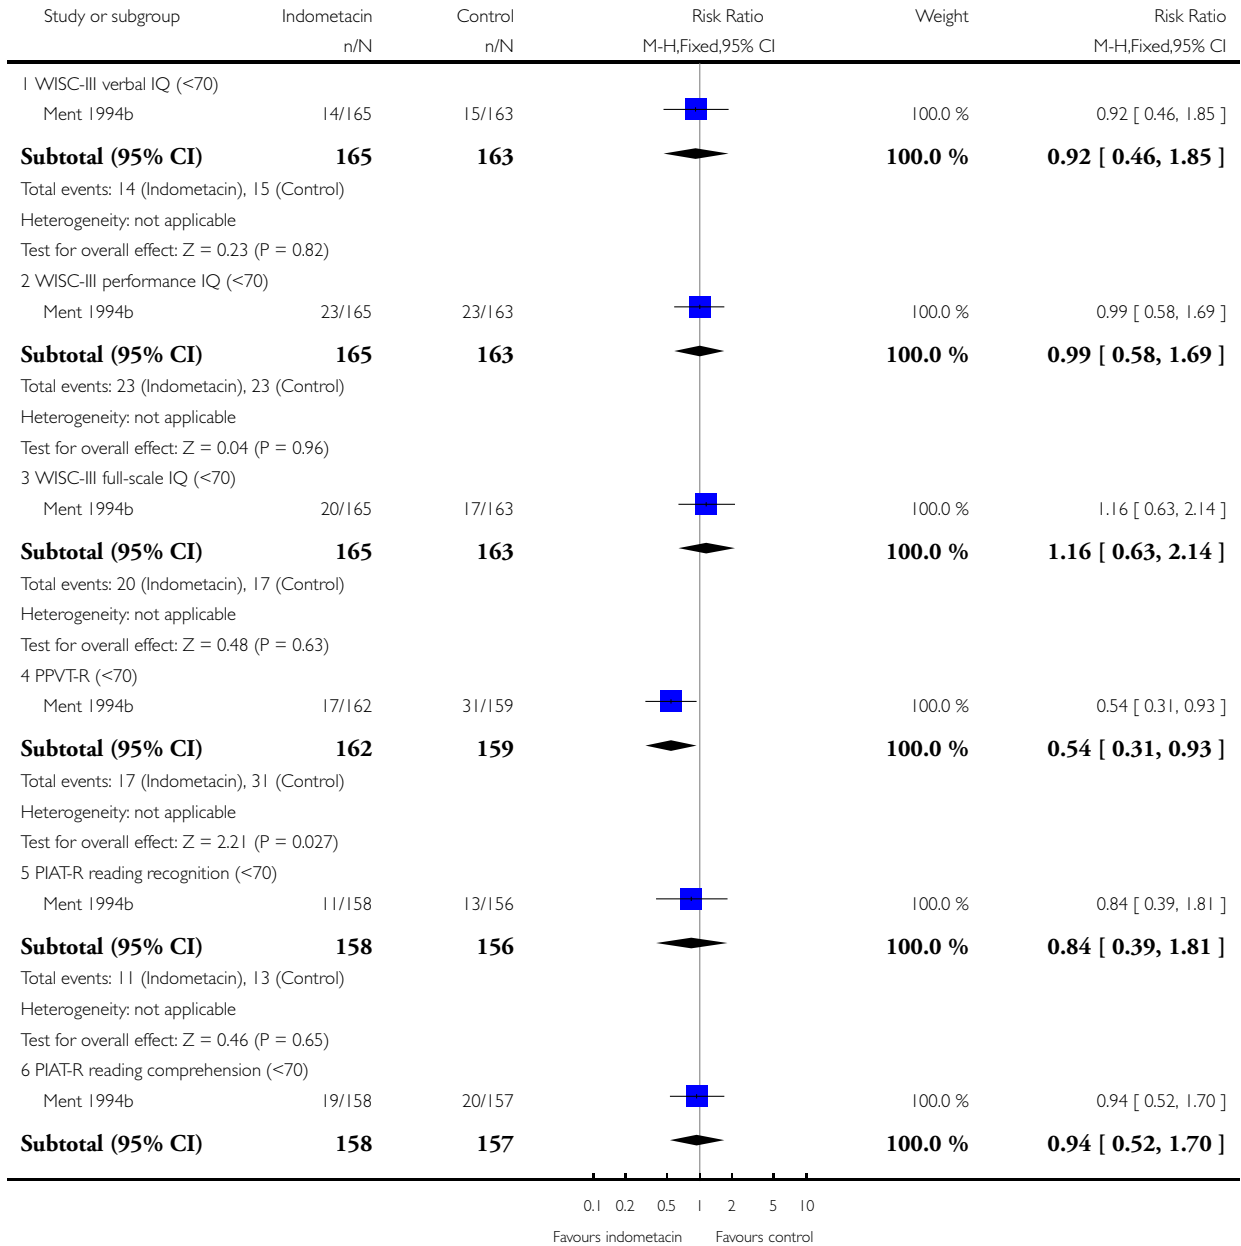 Study or subgroup Indometacin Control Risk Ratio Weight Risk Ratio
n/N n/N M-H,Fixed,95% CI M-H,Fixed,95% CI
1 WISC-III verbal IQ (<70)
Ment 1994b 14/165 15/163 100.0 % 0.92 [ 0.46, 1.85 ]
Subtotal (95% CI) 165 163 100.0 % 0.92 [ 0.46, 1.85 ]
Total events: 14 (Indometacin), 15 (Control)
Heterogeneity: not applicable
Test for overall effect: Z = 0.23 (P = 0.82)
2 WISC-III performance IQ (<70)
Ment 1994b 23/165 23/163 100.0 % 0.99 [ 0.58, 1.69 ]
Subtotal (95% CI) 165 163 100.0 % 0.99 [ 0.58, 1.69 ]
Total events: 23 (Indometacin), 23 (Control)
Heterogeneity: not applicable
Test for overall effect: Z = 0.04 (P = 0.96)
3 WISC-III full-scale IQ (<70)
Ment 1994b 20/165 17/163 100.0 % 1.16 [ 0.63, 2.14 ]
Subtotal (95% CI) 165 163 100.0 % 1.16 [ 0.63, 2.14 ]
Total events: 20 (Indometacin), 17 (Control)
Heterogeneity: not applicable
Test for overall effect: Z = 0.48 (P = 0.63)
4 PPVT-R (<70)
Ment 1994b 17/162 31/159 100.0 % 0.54 [ 0.31, 0.93 ]
Subtotal (95% CI) 162 159 100.0 % 0.54 [ 0.31, 0.93 ]
Total events: 17 (Indometacin), 31 (Control)
Heterogeneity: not applicable
Test for overall effect: Z = 2.21 (P = 0.027)
5 PIAT-R reading recognition (<70)
Ment 1994b 11/158 13/156 100.0 % 0.84 [ 0.39, 1.81 ]
Subtotal (95% CI) 158 156 100.0 % 0.84 [ 0.39, 1.81 ]
Total events: 11 (Indometacin), 13 (Control)
Heterogeneity: not applicable
Test for overall effect: Z = 0.46 (P = 0.65)
6 PIAT-R reading comprehension (<70)
Ment 1994b 19/158 20/157 100.0 % 0.94 [ 0.52, 1.70 ]
Subtotal (95% CI) 158 157 100.0 % 0.94 [ 0.52, 1.70 ]
0.1 0.2 0.5 1 2 5 10
Favours indometacin Favours control